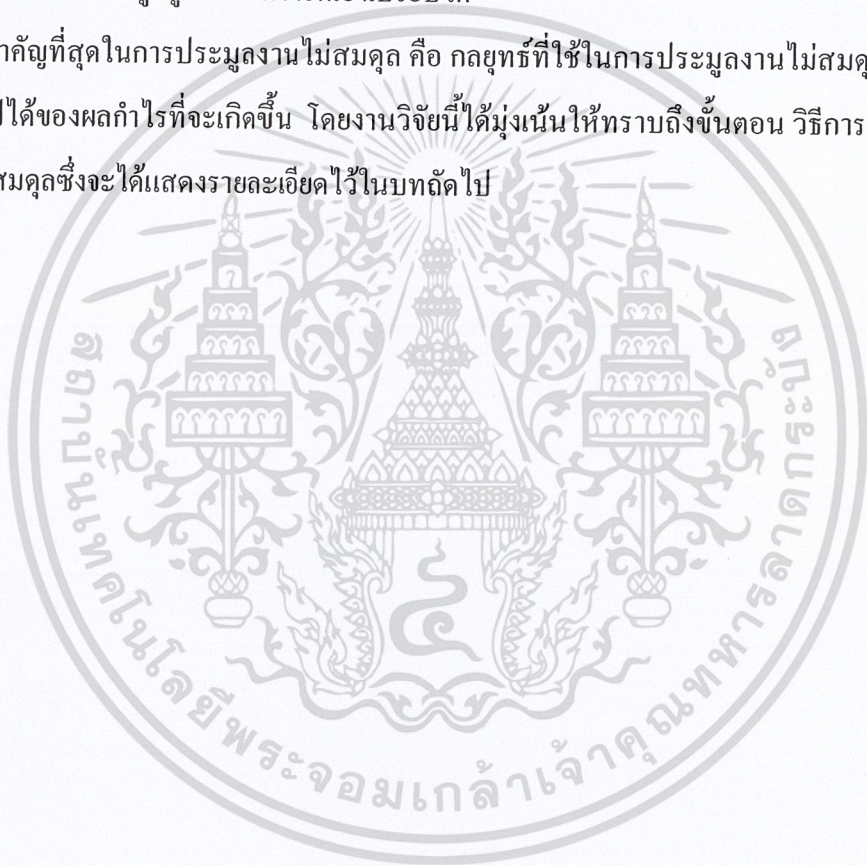 ำคัญที่สุดในการประมูลงานไม่สมดุล คือ กลยุทธ์ที่ใช้ในการประมูลงานไม่สมดุ
ได้ของผลกำไรที่จะเกิดขึ้น โดยงานวิจัยนี้ได้มุ่งเน้นให้ทราบถึงขั้นตอน วิธีการ
สมดุลซึ่งจะได้แสดงรายละเอียดไว้ในบทถัดไป
สถาบันเทคโนโลยีพระจอมเกล้าเจ้าคุณทหารลาดกระบัง
๔